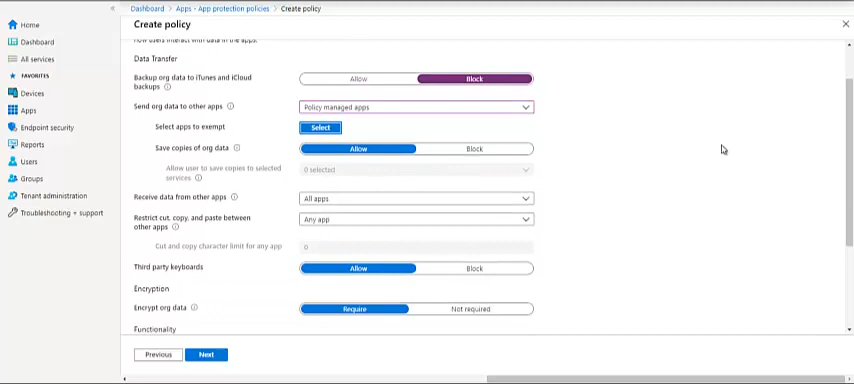 Dashboard > Apps - App protection policies > Create policy
Create policy
how users interact with data in the apps.
Home
Dashboard
All services
FAVORITES
Devices
Apps
Endpoint security
Reports
Users
Groups
Tenant administration
Troubleshooting + support
Data Transfer
Backup org data to iTunes and iCloud
backups
Allow
Block
Send org data to other apps
Policy managed apps
Select apps to exempt
Select
Save copies of org data
Allow
Block
Allow user to save copies to selected
services
0 selected
Receive data from other apps
All apps
Restrict cut, copy, and paste between
other apps
Any app
Cut and copy character limit for any app
0
Third party keyboards
Allow
Block
Encryption
Encrypt org data
Require
Not required
Functionality
Previous
Next